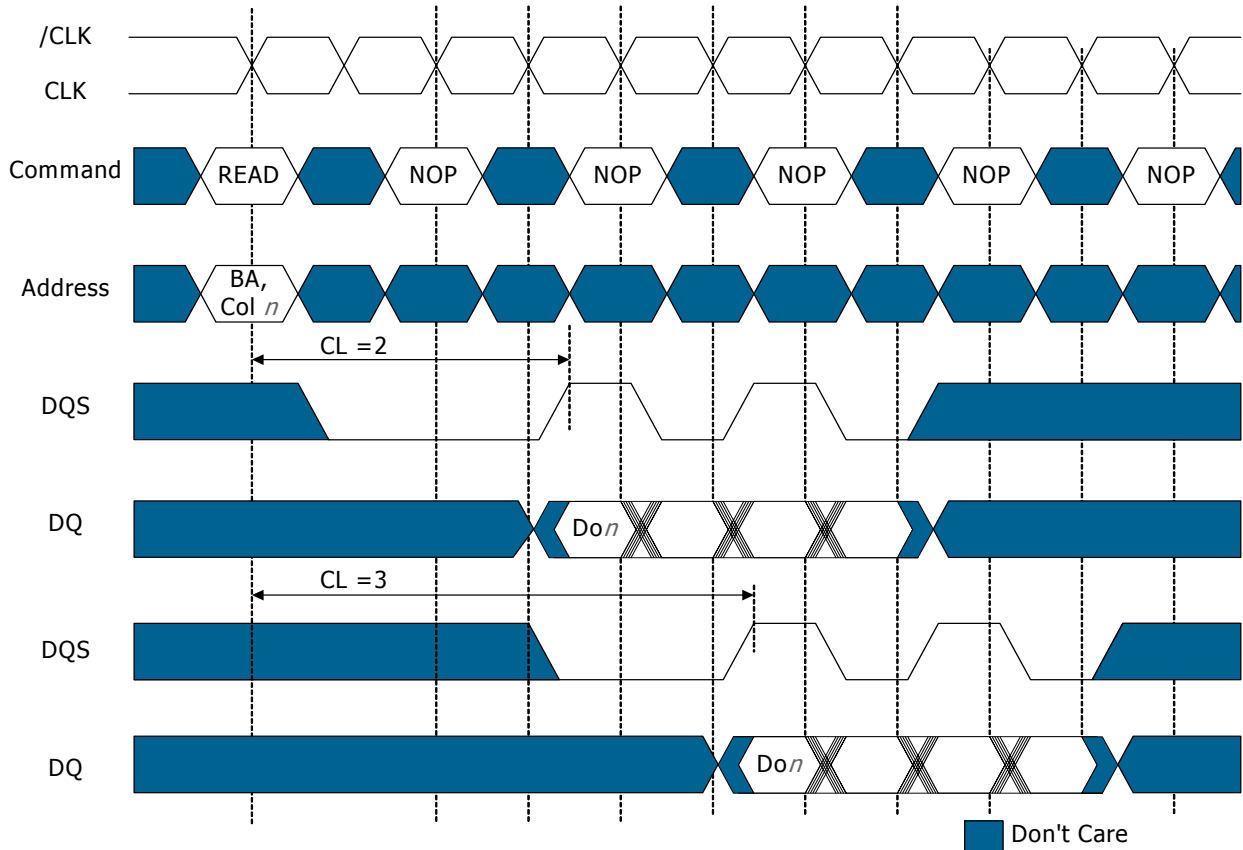 /CLK
CLK
Command
READ
NOP
NOP
NOP
NOP
NOP
Address
BA,
Col n
CL =2
DQS
DQ
Don
CL =3
DQS
DQ
Don
Don't Care